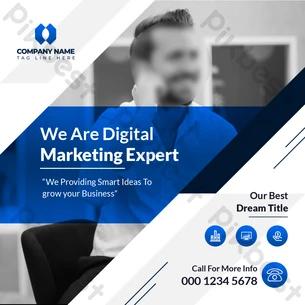 COMPANY NAME
TAG LINE HERE
We Are Digital
Marketing Expert
"We Providing Smart Ideas To
grow your Business"
Our Best
Dream Title
Call For More Info
000 1234 5678
Pikbest